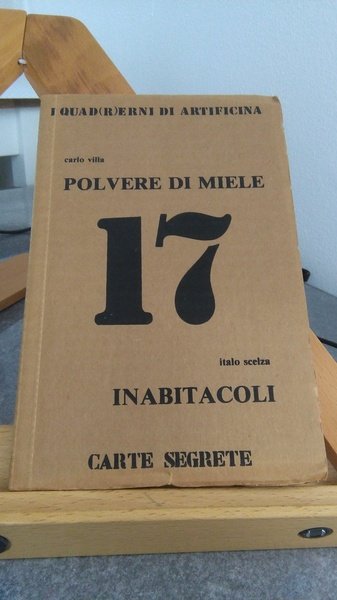 I QUAD(R)ERNI DI ARTIFICINA
carlo villa
POLVERE DI MIELE
17
italo scelza
INABITACOLI
CARTE SEGRETE